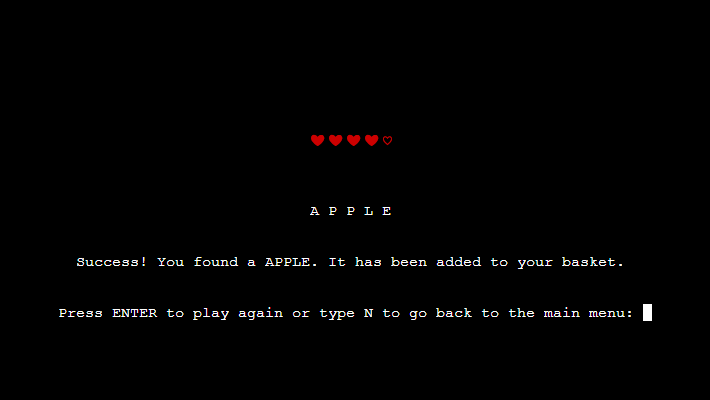 A P P L E
Success! You found a APPLE. It has been added to your basket.
Press ENTER to play again or type N to go back to the main menu: